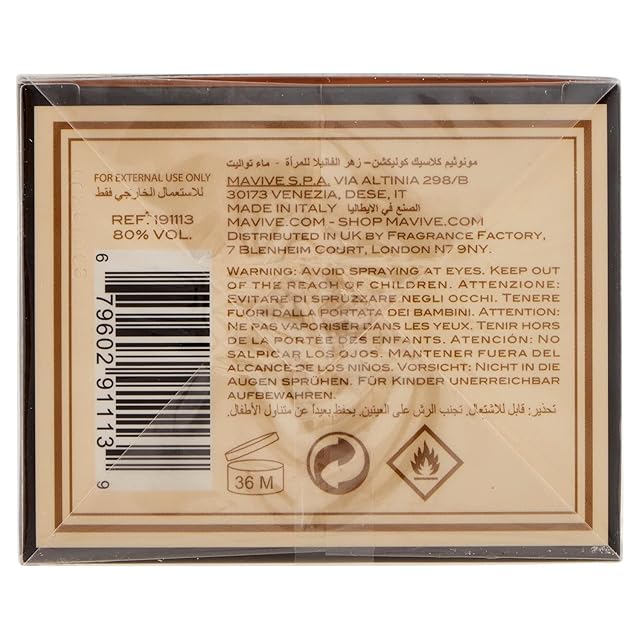 مونوثيم كلاسيك كوليكشن- زهر الفانيلا للمرأة - ماء تواليت
FOR EXTERNAL USE ONLY
للاستعمال الخارجي فقط
REF. 191113
80% VOL.
MAVIVE S.P.A. VIA ALTINIA 298/B
30173 VENEZIA, DESE, IT
MADE IN ITALY الصنع في الايطاليا
MAVIVE.COM - SHOP MAVIVE.COM
DISTRIBUTED IN UK BY FRAGRANCE FACTORY,
7 BLENHEIM COURT, LONDON N7 9NY.
WARNING: AVOID SPRAYING AT EYES. KEEP OUT
OF THE REACH OF CHILDREN. ATTENZIONE:
EVITARE DI SPRUZZARE NEGLI OCCHI. TENERE
FUORI DALLA PORTATA DEI BAMBINI. ATTENTION:
NE PAS VAPORISER DANS LES YEUX. TENIR HORS
DE LA PORTÉE DES ENFANTS. ATENCIÓN: NO
SALPICAR LOS OJOS. MANTENER FUERA DEL
ALCANCE DE LOS NIÑOS. VORSICHT: NICHT IN DIE
AUGEN SPRÜHEN. FÜR KINDER UNERREICHBAR
AUFBEWAHREN.
تحذير: قابل للاشتعال, تجنب الرش على العينين. يحفظ بعيداً عن متناول الأطفال.
6 79602 91113 9
36 M